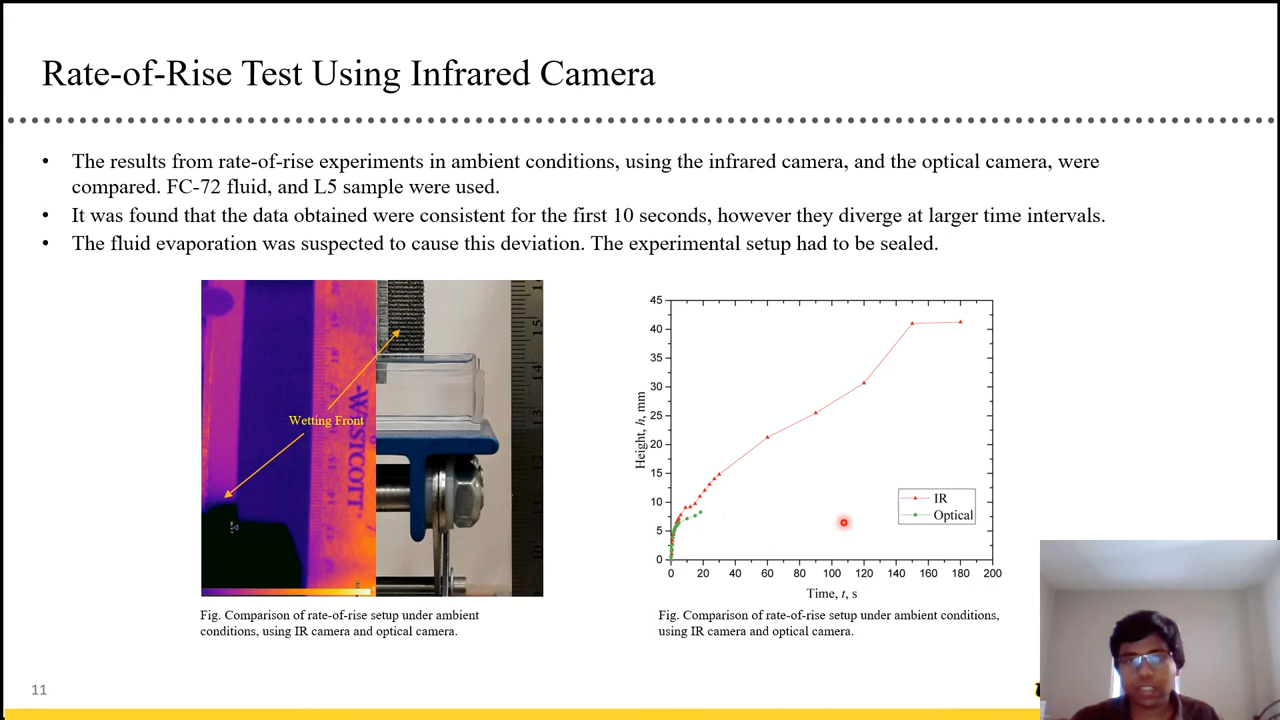 Rate-of-Rise Test Using Infrared Camera
• The results from rate-of-rise experiments in ambient conditions, using the infrared camera, and the optical camera, were
compared. FC-72 fluid, and L5 sample were used.
• It was found that the data obtained were consistent for the first 10 seconds, however they diverge at larger time intervals.
• The fluid evaporation was suspected to cause this deviation. The experimental setup had to be sealed.
Wetting Front
WESTCOTT
45
40
35
30
25
20
15
10
5
0
Height, h, mm
IR
Optical
0 20 40 60 80 100 120 140 160 180 200
Time, t, s
Fig. Comparison of rate-of-rise setup under ambient
conditions, using IR camera and optical camera.
Fig. Comparison of rate-of-rise setup under ambient conditions,
using IR camera and optical camera.
11